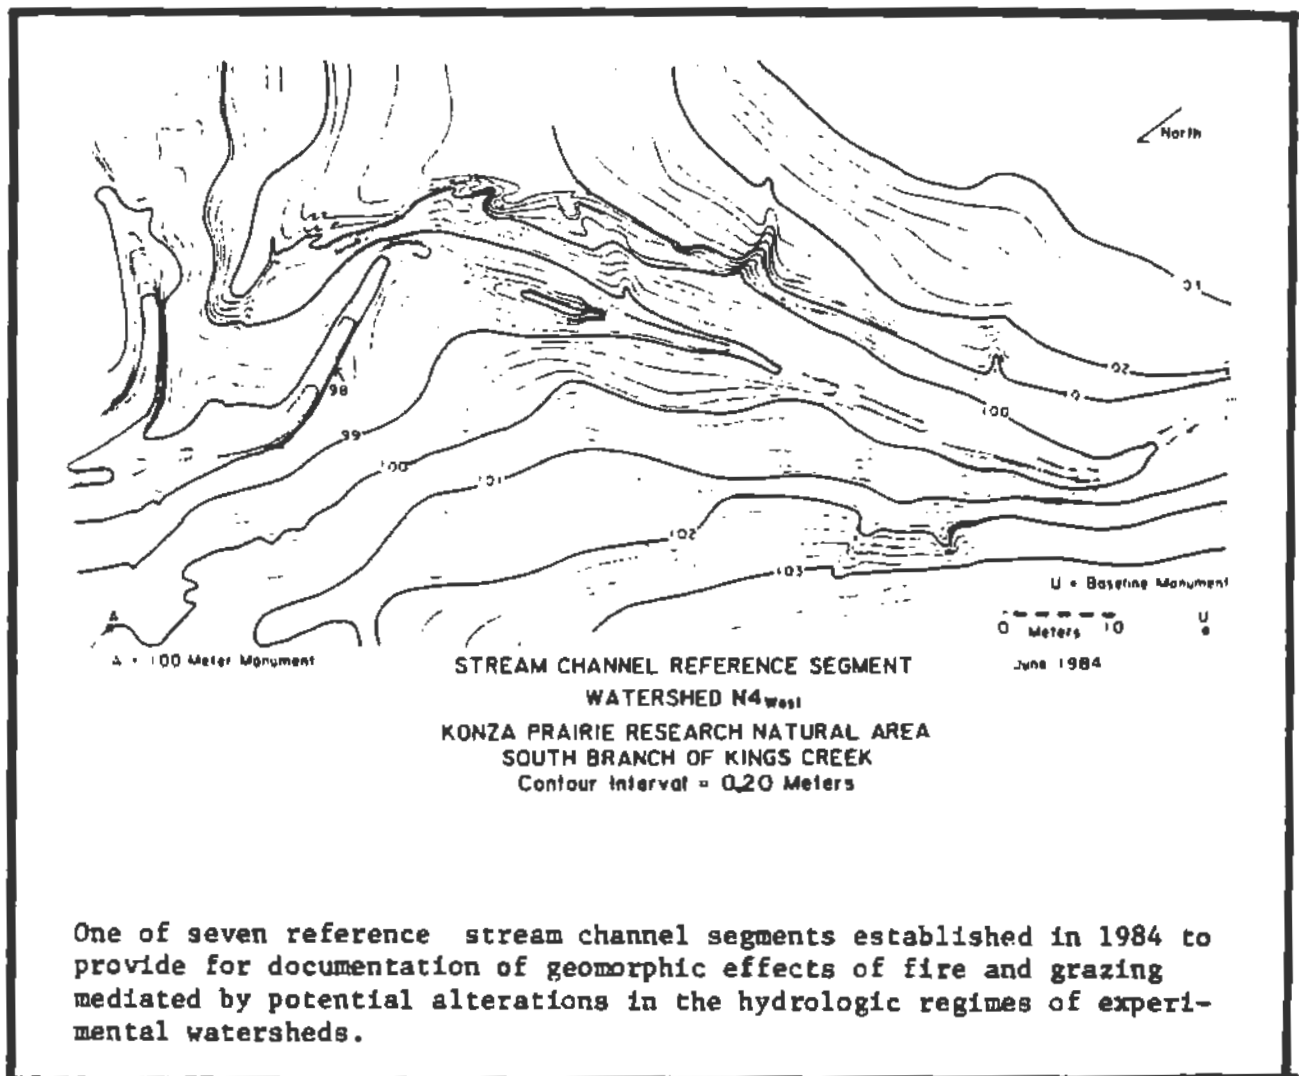 North
01
02
0
100
98
99
100
101
102
103
U = Baseline Monument
0 Meters 10
U
A
A = 100 Meter Monument
June 1984
STREAM CHANNEL REFERENCE SEGMENT
WATERSHED N4West
KONZA PRAIRIE RESEARCH NATURAL AREA
SOUTH BRANCH OF KINGS CREEK
Contour Interval = 0.20 Meters
One of seven reference stream channel segments established in 1984 to
provide for documentation of geomorphic effects of fire and grazing
mediated by potential alterations in the hydrologic regimes of experi-
mental watersheds.